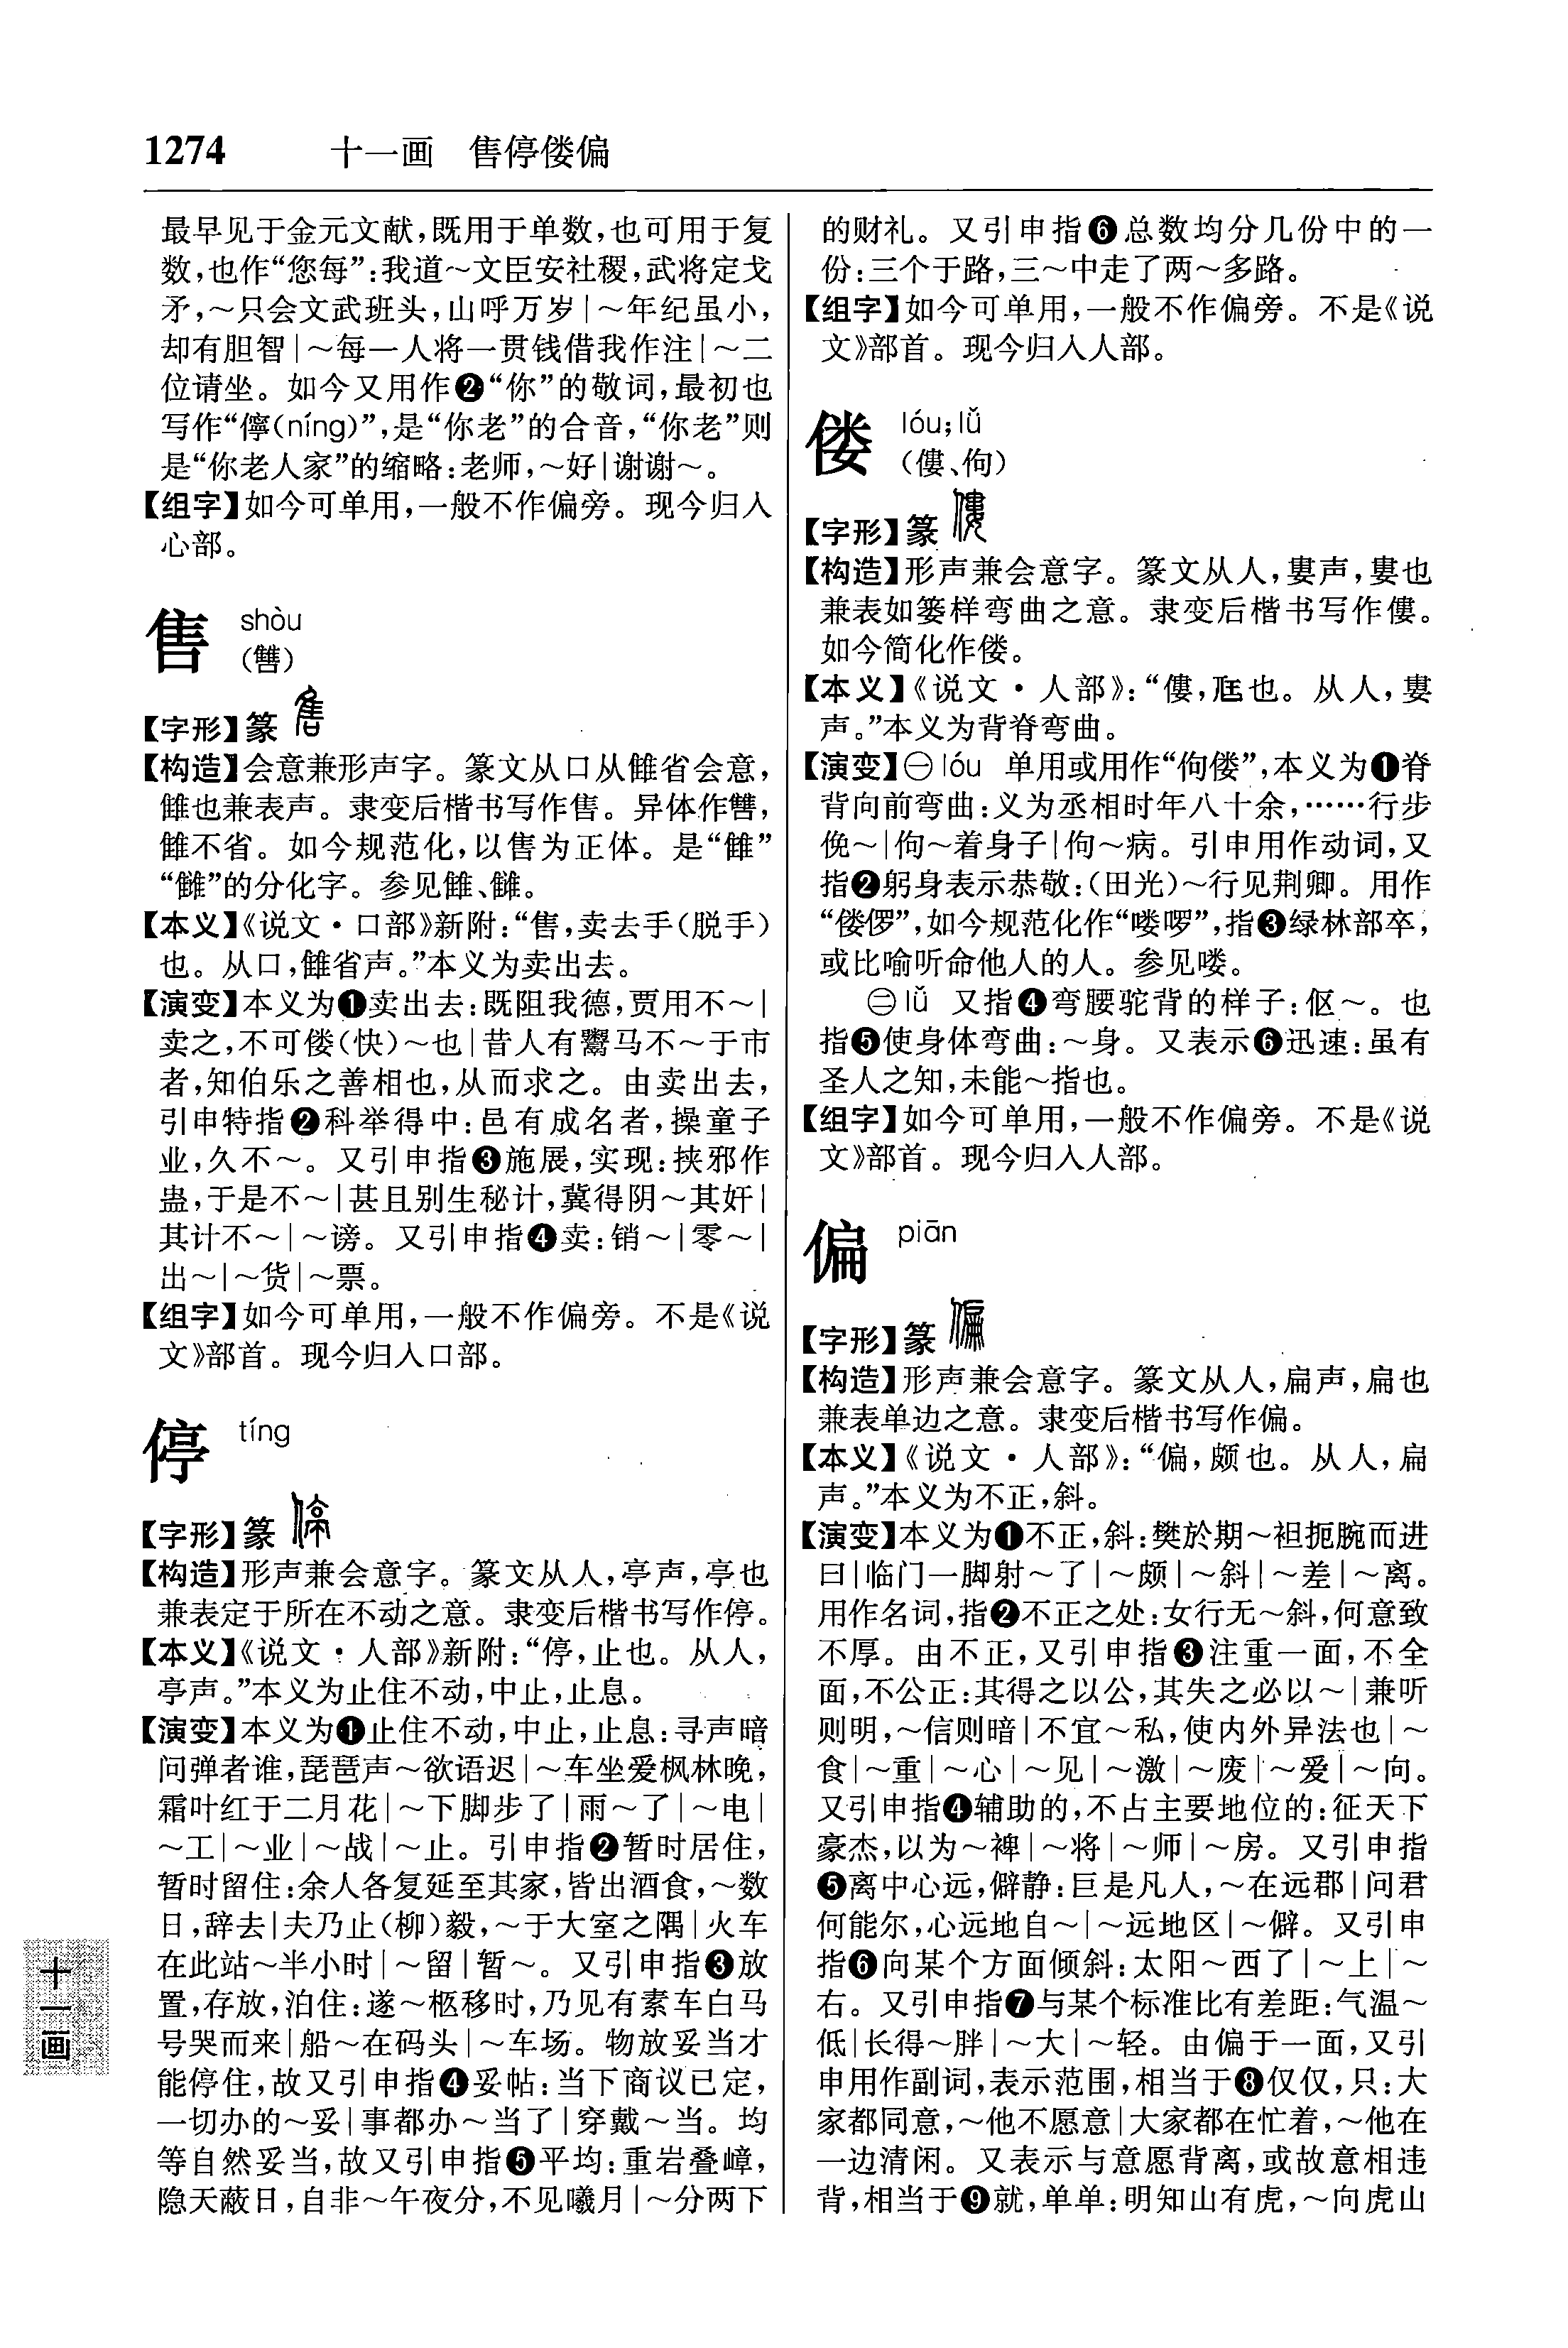 1274 十一画 售停偻偏
最早见于金元文献,既用于单数,也可用于复
数,也作“您每”:我道～文臣安社稷,武将定戈
矛,～只会文武班头,山呼万岁|～年纪虽小,
却有胆智|～每一人将一贯钱借我作注|～二
位请坐。如今又用作❷“你”的敬词,最初也
写作“儜(níng)”,是“你老”的合音,“你老”则
是“你老人家”的缩略:老师,～好|谢谢～。
【组字】如今可单用,一般不作偏旁。现今归入
心部。
售 shòu
(讐)
【字形】篆
【构造】会意兼形声字。篆文从口从雔省会意,
雔也兼表声。隶变后楷书写作售。异体作讐,
雔不省。如今规范化,以售为正体。是“雔”
“讎”的分化字。参见雔、讎。
【本义】《说文·口部》新附:“售,卖去手(脱手)
也。从口,雔省声。”本义为卖出去。
【演变】本义为❶卖出去:既阻我德,贾用不～|
卖之,不可偻(快)～也|昔人有鬻马不～于市
者,知伯乐之善相也,从而求之。由卖出去,
引申特指❷科举得中:邑有成名者,操童子
业,久不～。又引申指❸施展,实现:挟邪作
蛊,于是不～|甚且别生秘计,冀得阴～其奸|
其计不～|～谤。又引申指❹卖:销～|零～|
出～|～货|～票。
【组字】如今可单用,一般不作偏旁。不是《说
文》部首。现今归入口部。
停 tíng
【字形】篆
【构造】形声兼会意字。篆文从人,亭声,亭也
兼表定于所在不动之意。隶变后楷书写作停。
【本义】《说文·人部》新附:“停,止也。从人,
亭声。”本义为止住不动,中止,止息。
【演变】本义为❶止住不动,中止,止息:寻声暗
问弹者谁,琵琶声～欲语迟|～车坐爱枫林晚,
霜叶红于二月花|～下脚步了|雨～了|～电|
～工|～业|～战|～止。引申指❷暂时居住,
暂时留住:余人各复延至其家,皆出酒食,～数
日,辞去|夫乃止(柳)毅,～于大室之隅|火车
在此站～半小时|～留|暂～。又引申指❸放
置,存放,泊住:遂～柩移时,乃见有素车白马
号哭而来|船～在码头|～车场。物放妥当才
能停住,故又引申指❹妥帖:当下商议已定,
一切办的～妥|事都办～当了|穿戴～当。均
等自然妥当,故又引申指❺平均:重岩叠嶂,
隐天蔽日,自非～午夜分,不见曦月|～分两下
的财礼。又引申指❻总数均分几份中的一
份:三个于路,三～中走了两～多路。
【组字】如今可单用,一般不作偏旁。不是《说
文》部首。现今归入人部。
偻 lóu;lǚ
(僂、佝)
【字形】篆
【构造】形声兼会意字。篆文从人,婁声,婁也
兼表如篓样弯曲之意。隶变后楷书写作僂。
如今简化作偻。
【本义】《说文·人部》:“僂,尪也。从人,婁
声。”本义为背脊弯曲。
【演变】㊀lóu 单用或用作“佝偻”,本义为❶脊
背向前弯曲:义为丞相时年八十余,……行步
俛～|佝～着身子|佝～病。引申用作动词,又
指❷躬身表示恭敬:(田光)～行见荆卿。用作
“偻㑩”,如今规范化作“喽啰”,指❸绿林部卒,
或比喻听命他人的人。参见喽。
㊁lǚ 又指❹弯腰驼背的样子:伛～。也
指❺使身体弯曲:～身。又表示❻迅速:虽有
圣人之知,未能～指也。
【组字】如今可单用,一般不作偏旁。不是《说
文》部首。现今归入人部。
偏 piān
【字形】篆
【构造】形声兼会意字。篆文从人,扁声,扁也
兼表单边之意。隶变后楷书写作偏。
【本义】《说文·人部》:“偏,颇也。从人,扁
声。”本义为不正,斜。
【演变】本义为❶不正,斜:樊於期～袒扼腕而进
曰|临门一脚射～了|～颇|～斜|～差|～离。
用作名词,指❷不正之处:女行无～斜,何意致
不厚。由不正,又引申指❸注重一面,不全
面,不公正:其得之以公,其失之必以～|兼听
则明,～信则暗|不宜～私,使内外异法也|～
食|～重|～心|～见|～激|～废|～爱|～向。
又引申指❹辅助的,不占主要地位的:征天下
豪杰,以为～裨|～将|～师|～房。又引申指
❺离中心远,僻静:巨是凡人,～在远郡|问君
何能尔,心远地自～|～远地区|～僻。又引申
指❻向某个方面倾斜:太阳～西了|～上|～
右。又引申指❼与某个标准比有差距:气温～
低|长得～胖|～大|～轻。由偏于一面,又引
申用作副词,表示范围,相当于❽仅仅,只:大
家都同意,～他不愿意|大家都在忙着,～他在
一边清闲。又表示与意愿背离,或故意相违
背,相当于❾就,单单:明知山有虎,～向虎山
十一画